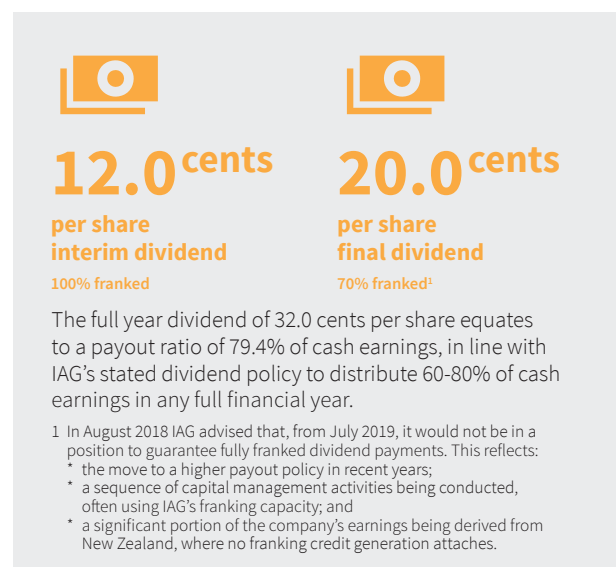 12.0 cents
per share
interim dividend
100% franked
20.0 cents
per share
final dividend
70% franked¹
The full year dividend of 32.0 cents per share equates
to a payout ratio of 79.4% of cash earnings, in line with
IAG’s stated dividend policy to distribute 60-80% of cash
earnings in any full financial year.
1 In August 2018 IAG advised that, from July 2019, it would not be in a
position to guarantee fully franked dividend payments. This reflects:
* the move to a higher payout policy in recent years;
* a sequence of capital management activities being conducted,
often using IAG’s franking capacity; and
* a significant portion of the company’s earnings being derived from
New Zealand, where no franking credit generation attaches.